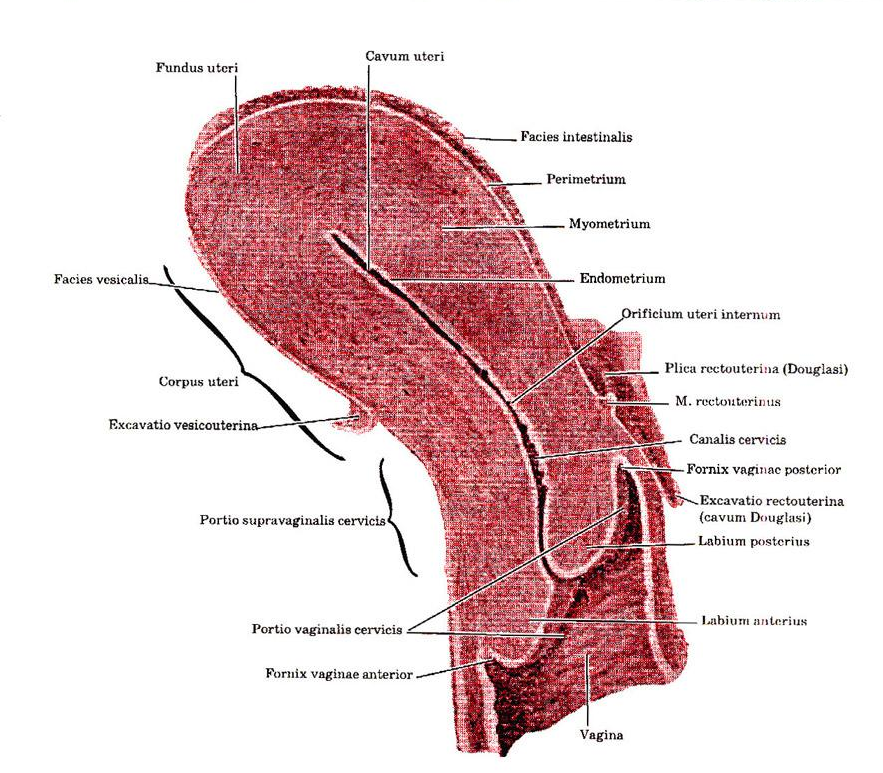 Cavum uteri
Fundus uteri
Facies intestinalis
Perimetrium
Myometrium
Facies vesicalis
Endometrium
Orificium uteri internum
Plica rectouterina (Douglasi)
Corpus uteri
M. rectouterinus
Excavatio vesicouterina
Canalis cervicis
Fornix vaginae posterior
Excavatio rectouterina
(cavum Douglasi)
Portio supravaginalis cervicis
Labium posterius
Labium anterius
Portio vaginalis cervicis
Fornix vaginae anterior
Vagina